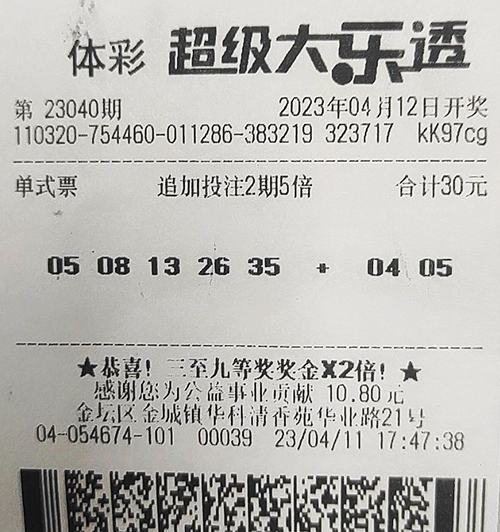 体彩 超级大乐透
第 23040期 2023年04月12日开奖
110320-754460-011286-383219 323717 kK97cg
单式票 追加投注2期5倍 合计30元
05 08 13 26 35 + 04 05
★恭喜! 三至九等奖奖金X2倍! ★
感谢您为公益事业贡献 10.80元
金坛区金城镇华科清香苑华业路21号
04-054674-101 00039 23/04/11 17:47:38